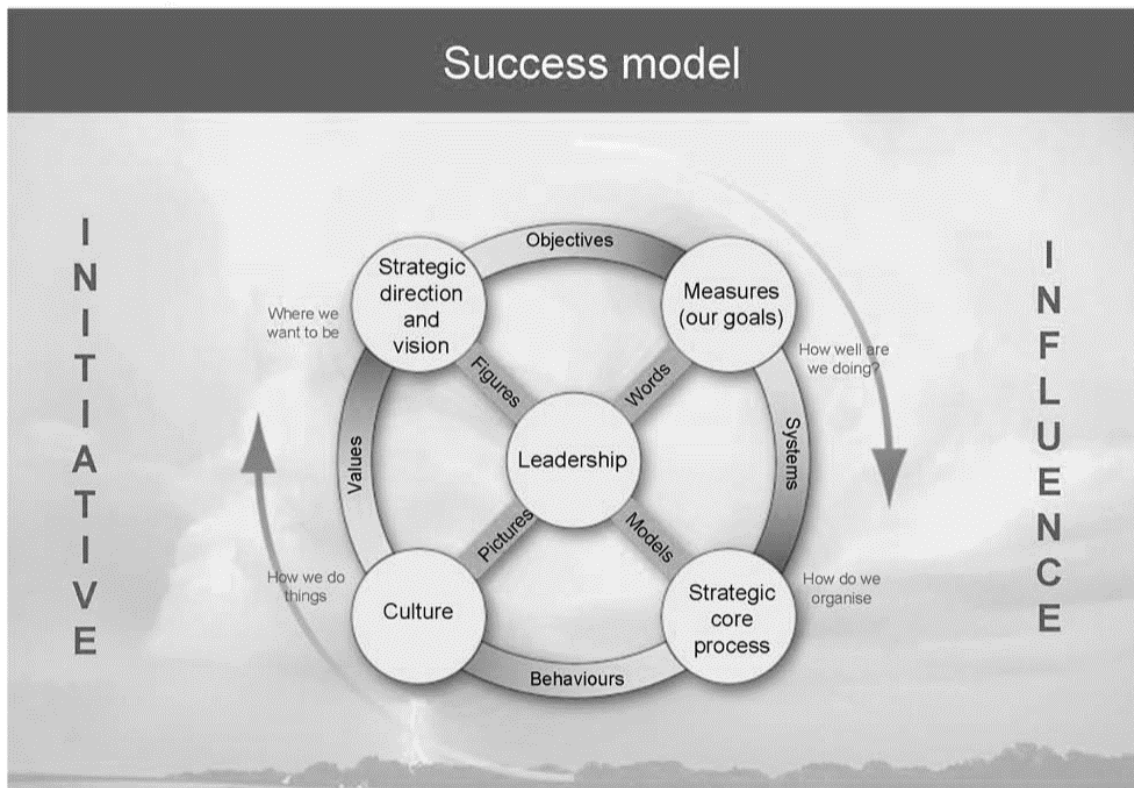 Success model
INITIATIVE
Objectives
Strategic
direction
and
vision
Measures
(our goals)
Where we
want to be
How well are
we doing?
Figures
Words
Values
Leadership
Systems
Pictures
Models
How we do
things
Culture
Strategic
core
process
How do we
organise
Behaviours
INFLUENCE